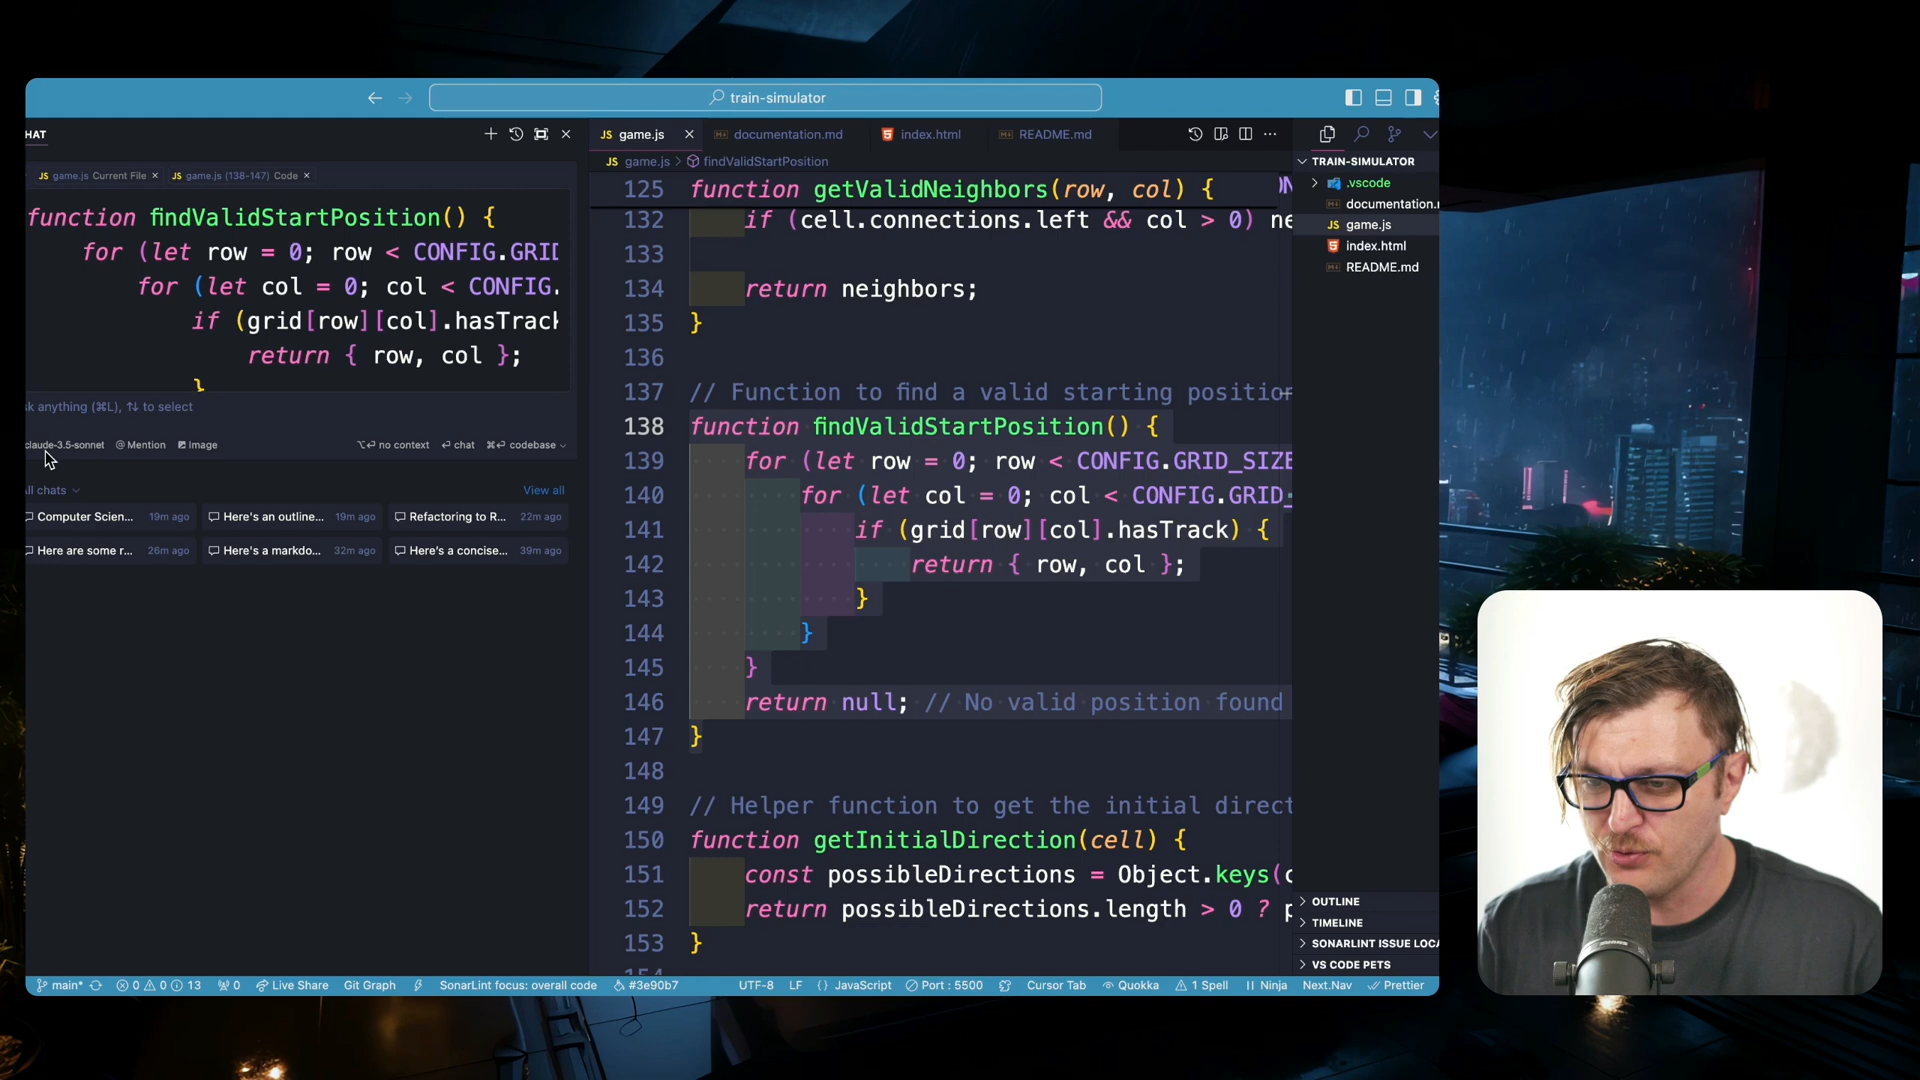 train-simulator
HAT
JS game.js Current File ×
JS game.js (138-147) Code ×
function findValidStartPosition() {
for (let row = 0; row < CONFIG.GRID
for (let col = 0; col < CONFIG.
if (grid[row][col].hasTrack
return { row, col };
}
k anything (⌘L), ↑↓ to select
claude-3.5-sonnet @ Mention Image ⌥↵ no context ↵ chat ⌘↵ codebase
ll chats View all
Computer Scien... 19m ago
Here's an outline... 19m ago
Refactoring to R... 22m ago
Here are some r... 26m ago
Here's a markdo... 32m ago
Here's a concise... 39m ago
JS game.js ×
documentation.md
index.html
README.md
JS game.js > findValidStartPosition
125 function getValidNeighbors(row, col) {
132 if (cell.connections.left && col > 0) ne
133
134 return neighbors;
135 }
136
137 // Function to find a valid starting position
138 function findValidStartPosition() {
139 for (let row = 0; row < CONFIG.GRID_SIZE
140 for (let col = 0; col < CONFIG.GRID_
141 if (grid[row][col].hasTrack) {
142 return { row, col };
143 }
144 }
145 }
146 return null; // No valid position found
147 }
148
149 // Helper function to get the initial direct
150 function getInitialDirection(cell) {
151 const possibleDirections = Object.keys(c
152 return possibleDirections.length > 0 ? p
153 }
154
TRAIN-SIMULATOR
.vscode
documentation.
JS game.js
index.html
README.md
OUTLINE
TIMELINE
SONARLINT ISSUE LOCA
VS CODE PETS
main* 0 0 13 0 Live Share Git Graph SonarLint focus: overall code #3e90b7 UTF-8 LF {} JavaScript Port : 5500 Cursor Tab Quokka 1 Spell Ninja Next.Nav Prettier